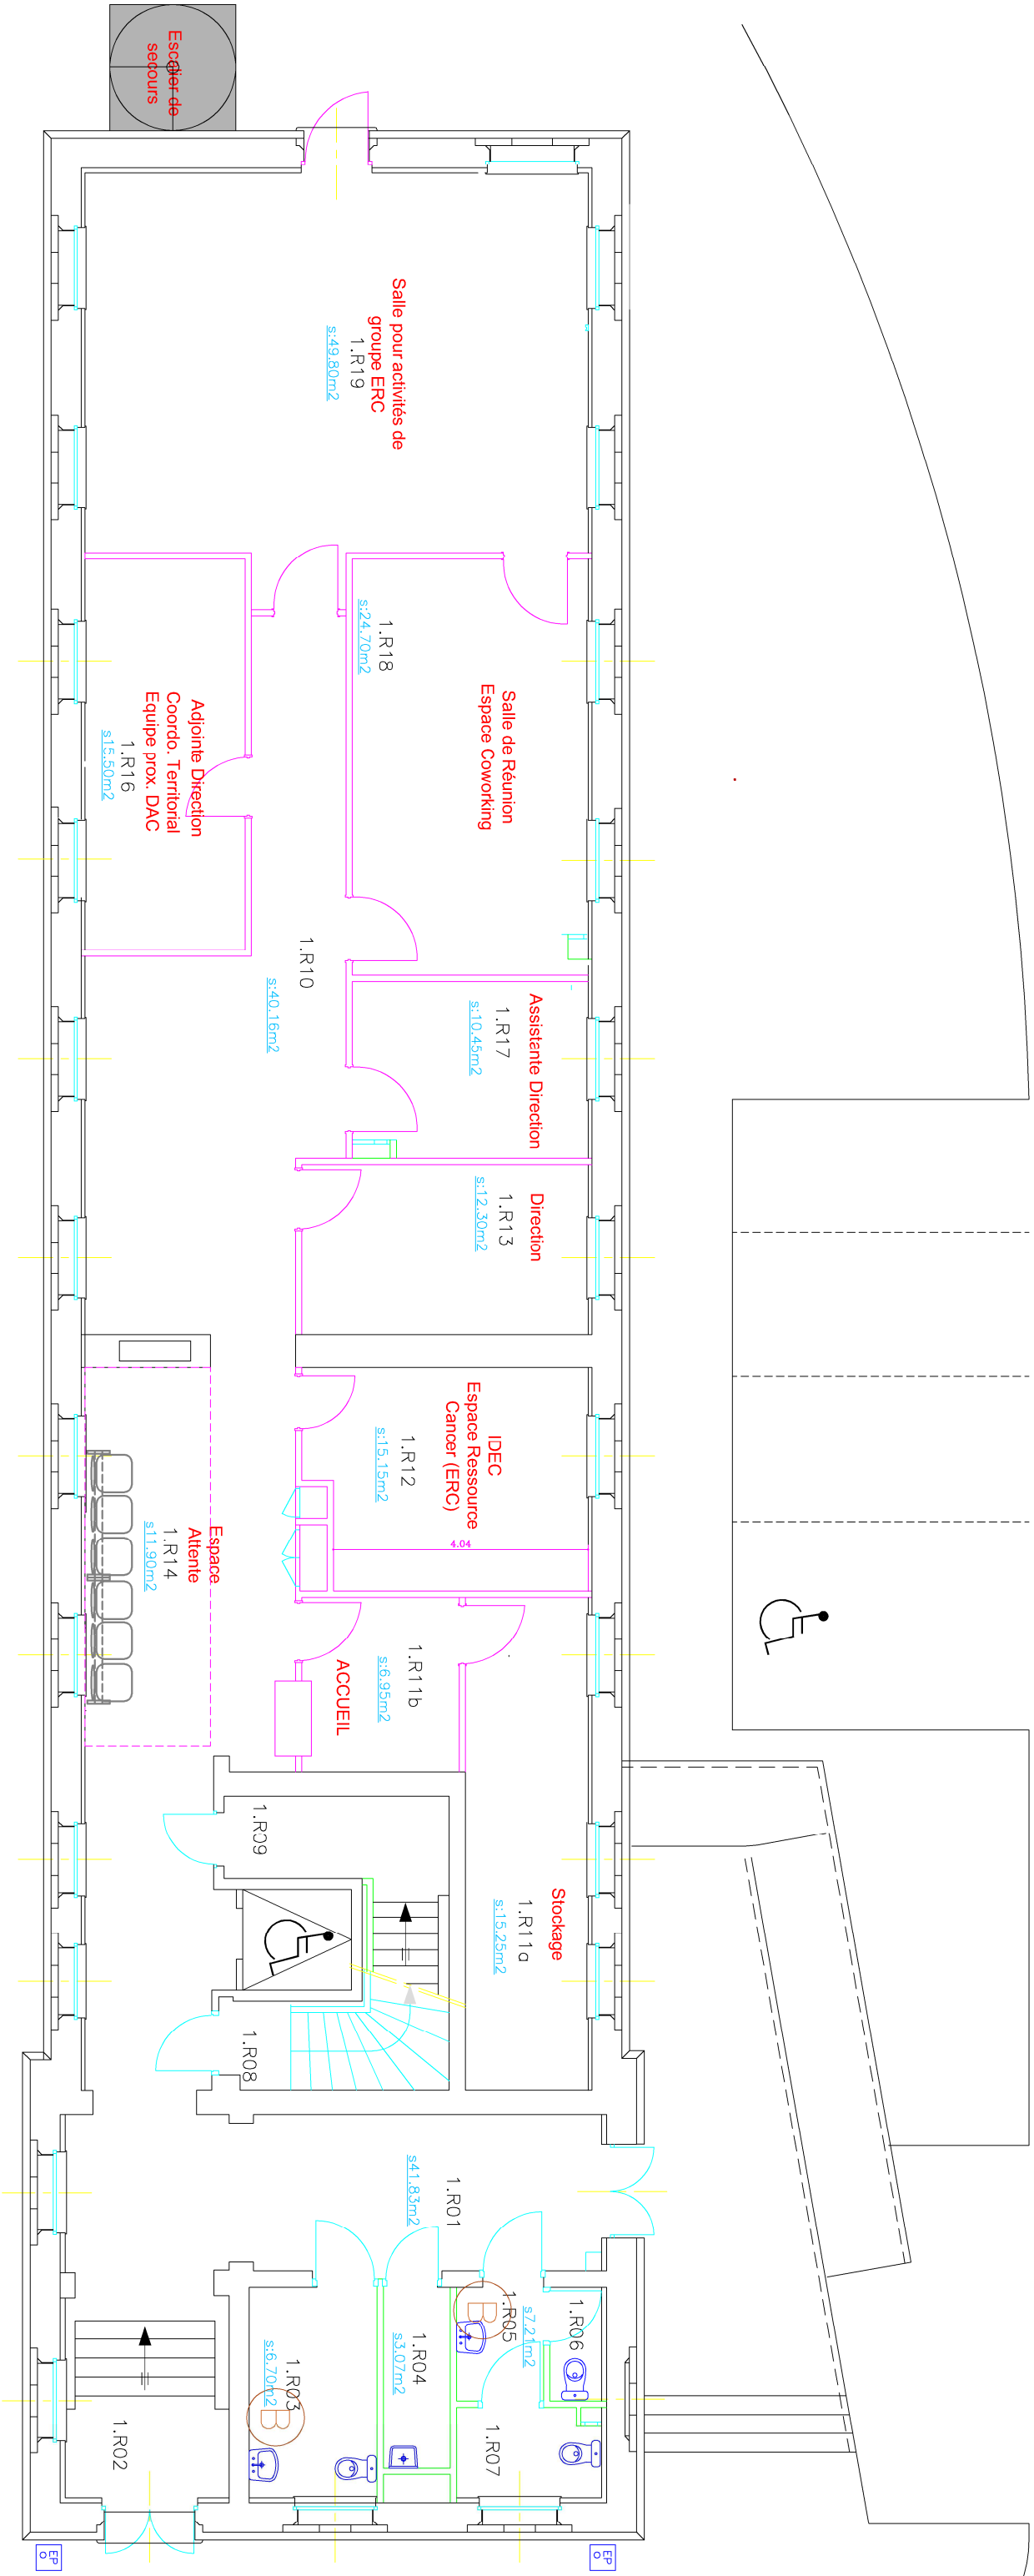 Escalier de
secours
Salle pour activités de
groupe ERC
1.R19
s:49.80m2
1.R18
s:24.70m2
Salle de Réunion
Espace Coworking
Adjointe Direction
Coordo. Territorial
Equipe prox. DAC
1.R16
s15.50m2
1.R10
s:40.16m2
Assistante Direction
1.R17
s:10.45m2
Direction
1.R13
s:12.30m2
IDEC
Espace Ressource
Cancer (ERC)
1.R12
s:15.15m2
4.04
Espace
Attente
1.R14
s11.90m2
1.R11b
s:6.95m2
ACCUEIL
Stockage
1.R11a
s:15.25m2
1.R09
1.R08
1.R01
s41.83m2
1.R06
1.R05
s7.21m2
B
1.R04
s3.07m2
1.R03
s:6.70m2
B
1.R07
1.R02
EP
EP